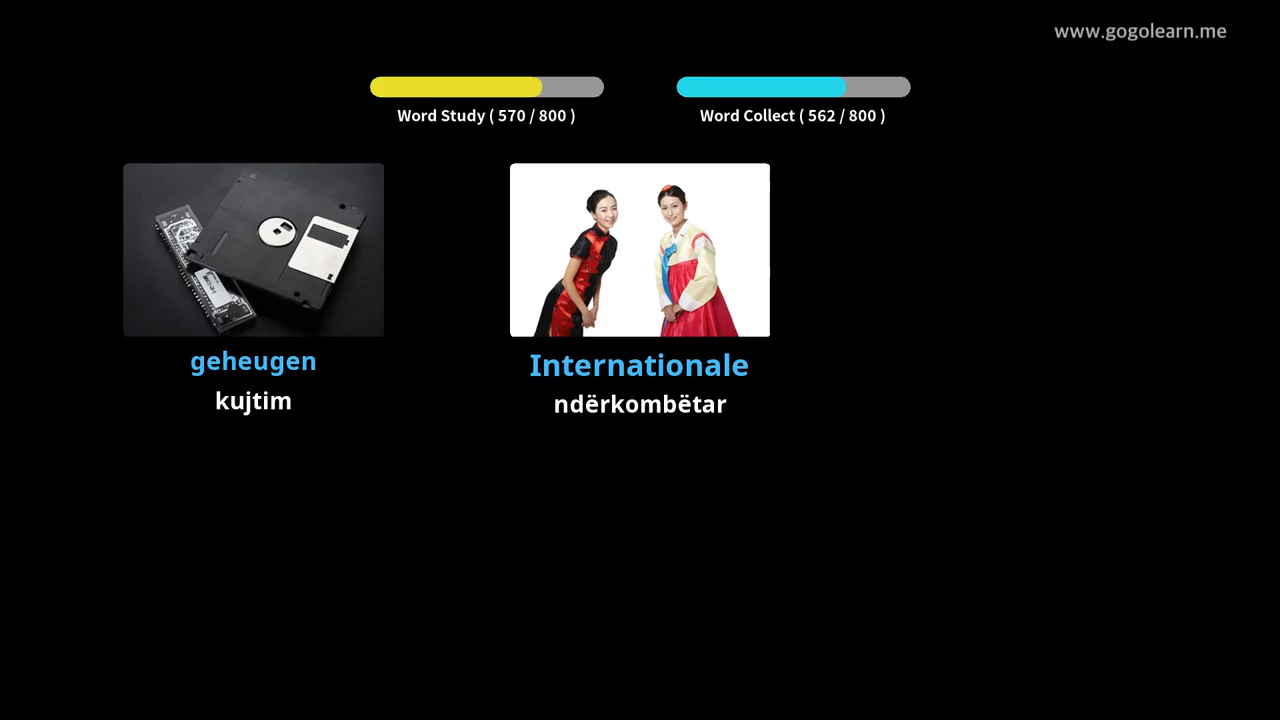 www.gogolearn.me
Word Study ( 570 / 800 )
Word Collect ( 562 / 800 )
geheugen
kujtim
Internationale
ndërkombëtar